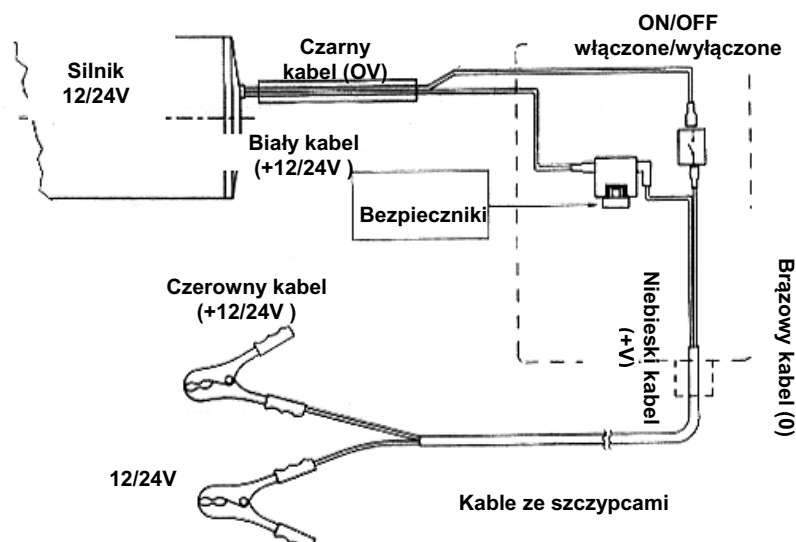 ON/OFF
włączone/wyłączone
Czarny
kabel (OV)
Silnik
12/24V
Biały kabel
(+12/24V )
Bezpieczniki
Czerowny kabel
(+12/24V )
Niebieski kabel
(+V)
Brązowy kabel (0)
12/24V
Kable ze szczypcami